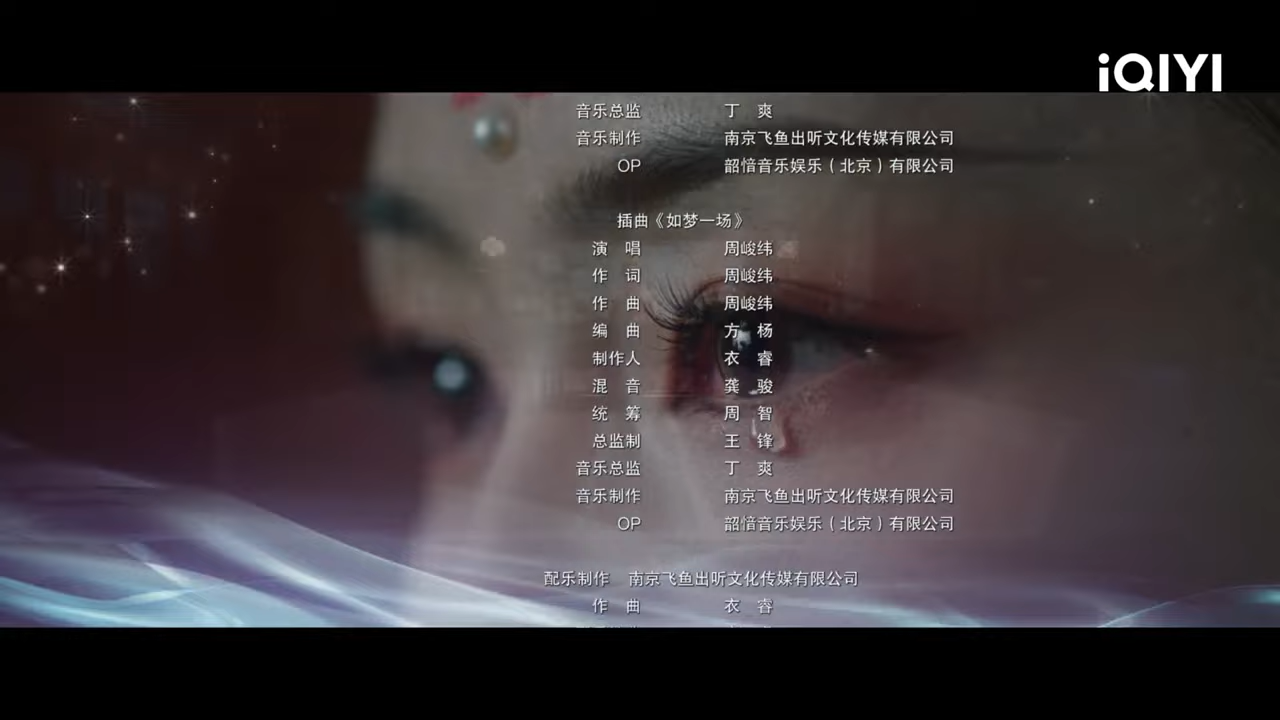 iQIYI
音乐总监 丁 爽
音乐制作 南京飞鱼出听文化传媒有限公司
OP 韶愔音乐娱乐（北京）有限公司
插曲《如梦一场》
演 唱 周峻纬
作 词 周峻纬
作 曲 周峻纬
编 曲 方 杨
制作人 衣 睿
混 音 龚 骏
统 筹 周 智
总监制 王 锋
音乐总监 丁 爽
音乐制作 南京飞鱼出听文化传媒有限公司
OP 韶愔音乐娱乐（北京）有限公司
配乐制作 南京飞鱼出听文化传媒有限公司
作 曲 衣 睿